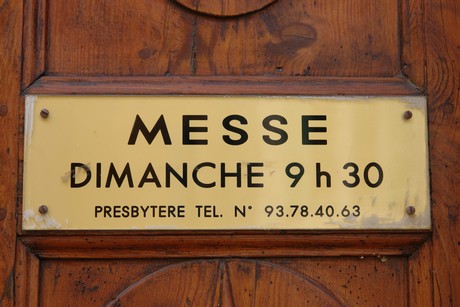 MESSE
DIMANCHE 9 h 30
PRESBYTERE TEL. N° 93.78.40.63